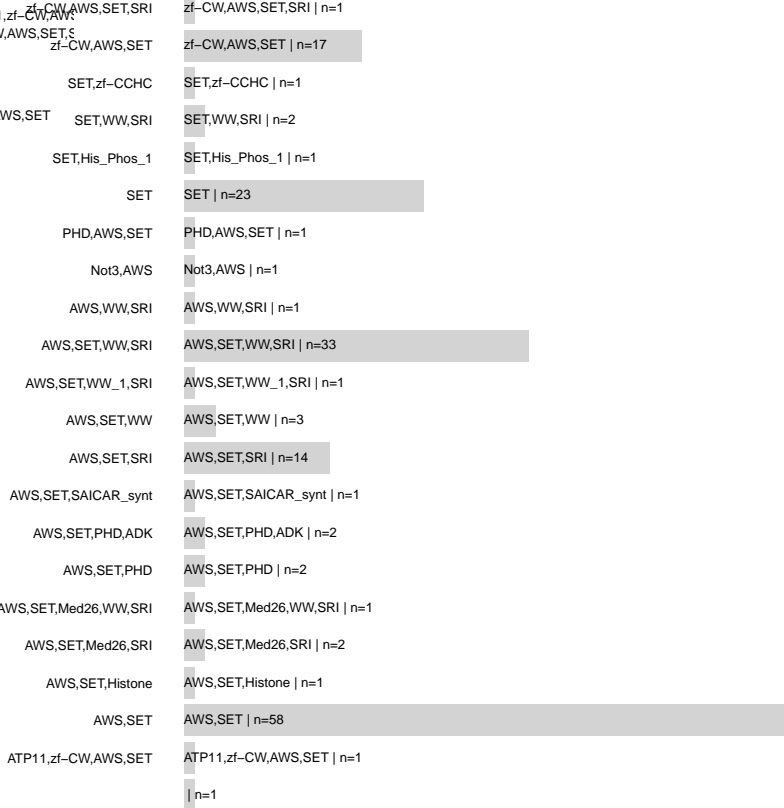 zf−CW,AWS,SET,SRI zf−CW,AWS,SET,SRI | n=1
zf−CW,AWS,SET zf−CW,AWS,SET | n=17
SET,zf−CCHC SET,zf−CCHC | n=1
SET,WW,SRI SET,WW,SRI | n=2
SET,His_Phos_1 SET,His_Phos_1 | n=1
SET SET | n=23
PHD,AWS,SET PHD,AWS,SET | n=1
Not3,AWS Not3,AWS | n=1
AWS,WW,SRI AWS,WW,SRI | n=1
AWS,SET,WW,SRI AWS,SET,WW,SRI | n=33
AWS,SET,WW_1,SRI AWS,SET,WW_1,SRI | n=1
AWS,SET,WW AWS,SET,WW | n=3
AWS,SET,SRI AWS,SET,SRI | n=14
AWS,SET,SAICAR_synt AWS,SET,SAICAR_synt | n=1
AWS,SET,PHD,ADK AWS,SET,PHD,ADK | n=2
AWS,SET,PHD AWS,SET,PHD | n=2
AWS,SET,Med26,WW,SRI AWS,SET,Med26,WW,SRI | n=1
AWS,SET,Med26,SRI AWS,SET,Med26,SRI | n=2
AWS,SET,Histone AWS,SET,Histone | n=1
AWS,SET AWS,SET | n=58
ATP11,zf−CW,AWS,SET ATP11,zf−CW,AWS,SET | n=1
| n=1